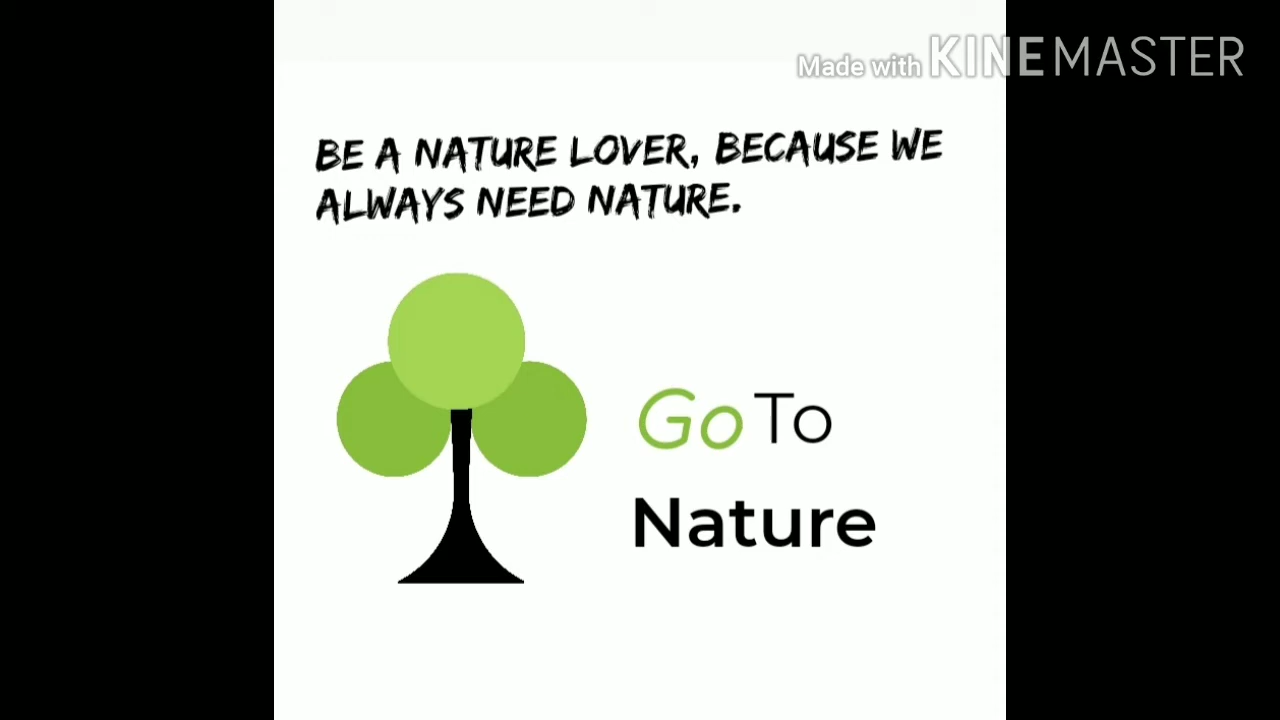 Made with KINEMASTER
BE A NATURE LOVER, BECAUSE WE
ALWAYS NEED NATURE.
Go To
Nature